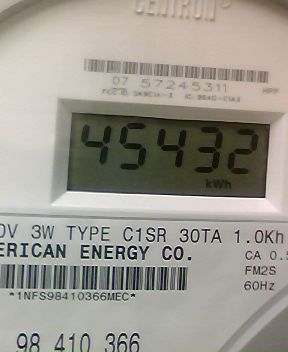 CENTRON®
07 57245311
45432
kWh
3W TYPE C1SR 30TA 1.0Kh
ERICAN ENERGY CO.
CA 0.5
FM2S
*1NFS98410366MEC*
60Hz
98 410 366